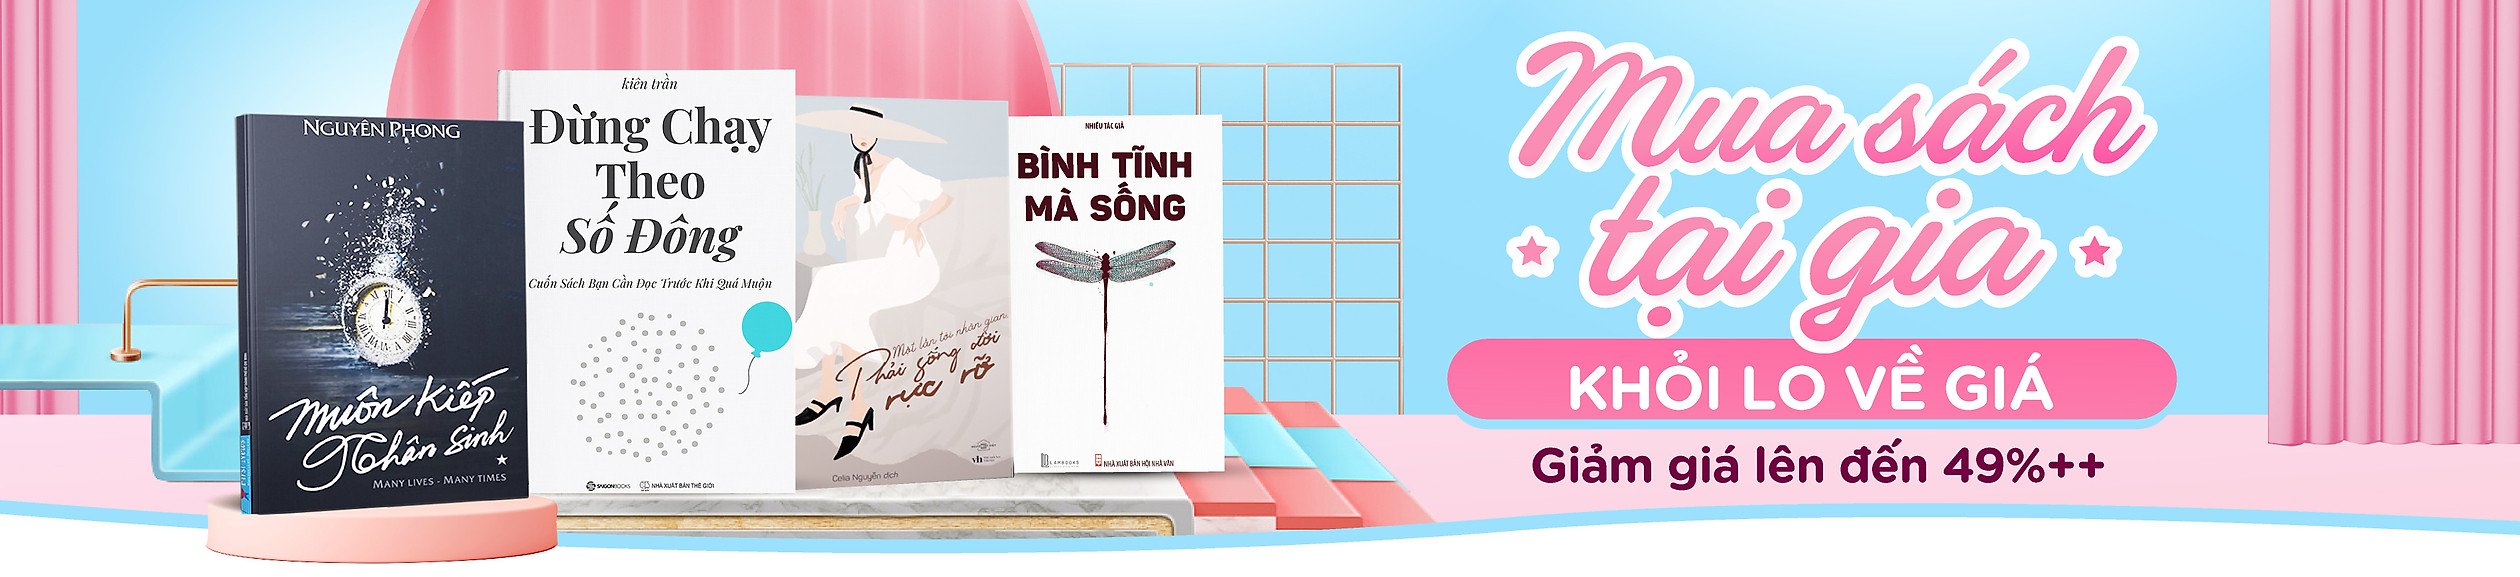 NGUYÊN PHONG
muôn kiếp
nhân sinh
MANY LIVES - MANY TIMES
kiên trần
Đừng Chạy
Theo
Số Đông
Cuốn Sách Bạn Cần Đọc Trước Khi Quá Muộn
SAIGONBOOKS
NHÀ XUẤT BẢN THẾ GIỚI
Một lần tới nhân gian,
Phải sống đời
rực rỡ
Celia Nguyễn dịch
NHIỀU TÁC GIẢ
BÌNH TĨNH
MÀ SỐNG
LAMBOOKS
NHÀ XUẤT BẢN HỘI NHÀ VĂN
Mua sách
tại gia
KHỎI LO VỀ GIÁ
Giảm giá lên đến 49%++